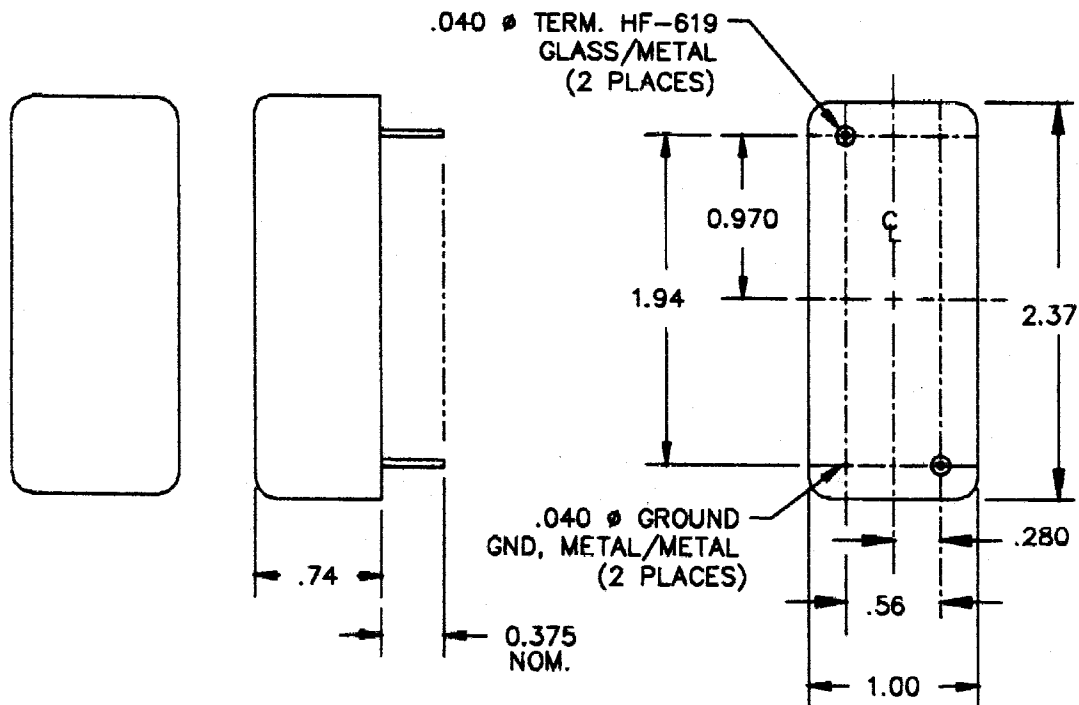 .040 ø TERM. HF-619
GLASS/METAL
(2 PLACES)
0.970
CL
1.94
2.37
.040 ø GROUND
GND, METAL/METAL
(2 PLACES)
.280
.74
.56
0.375
NOM.
1.00